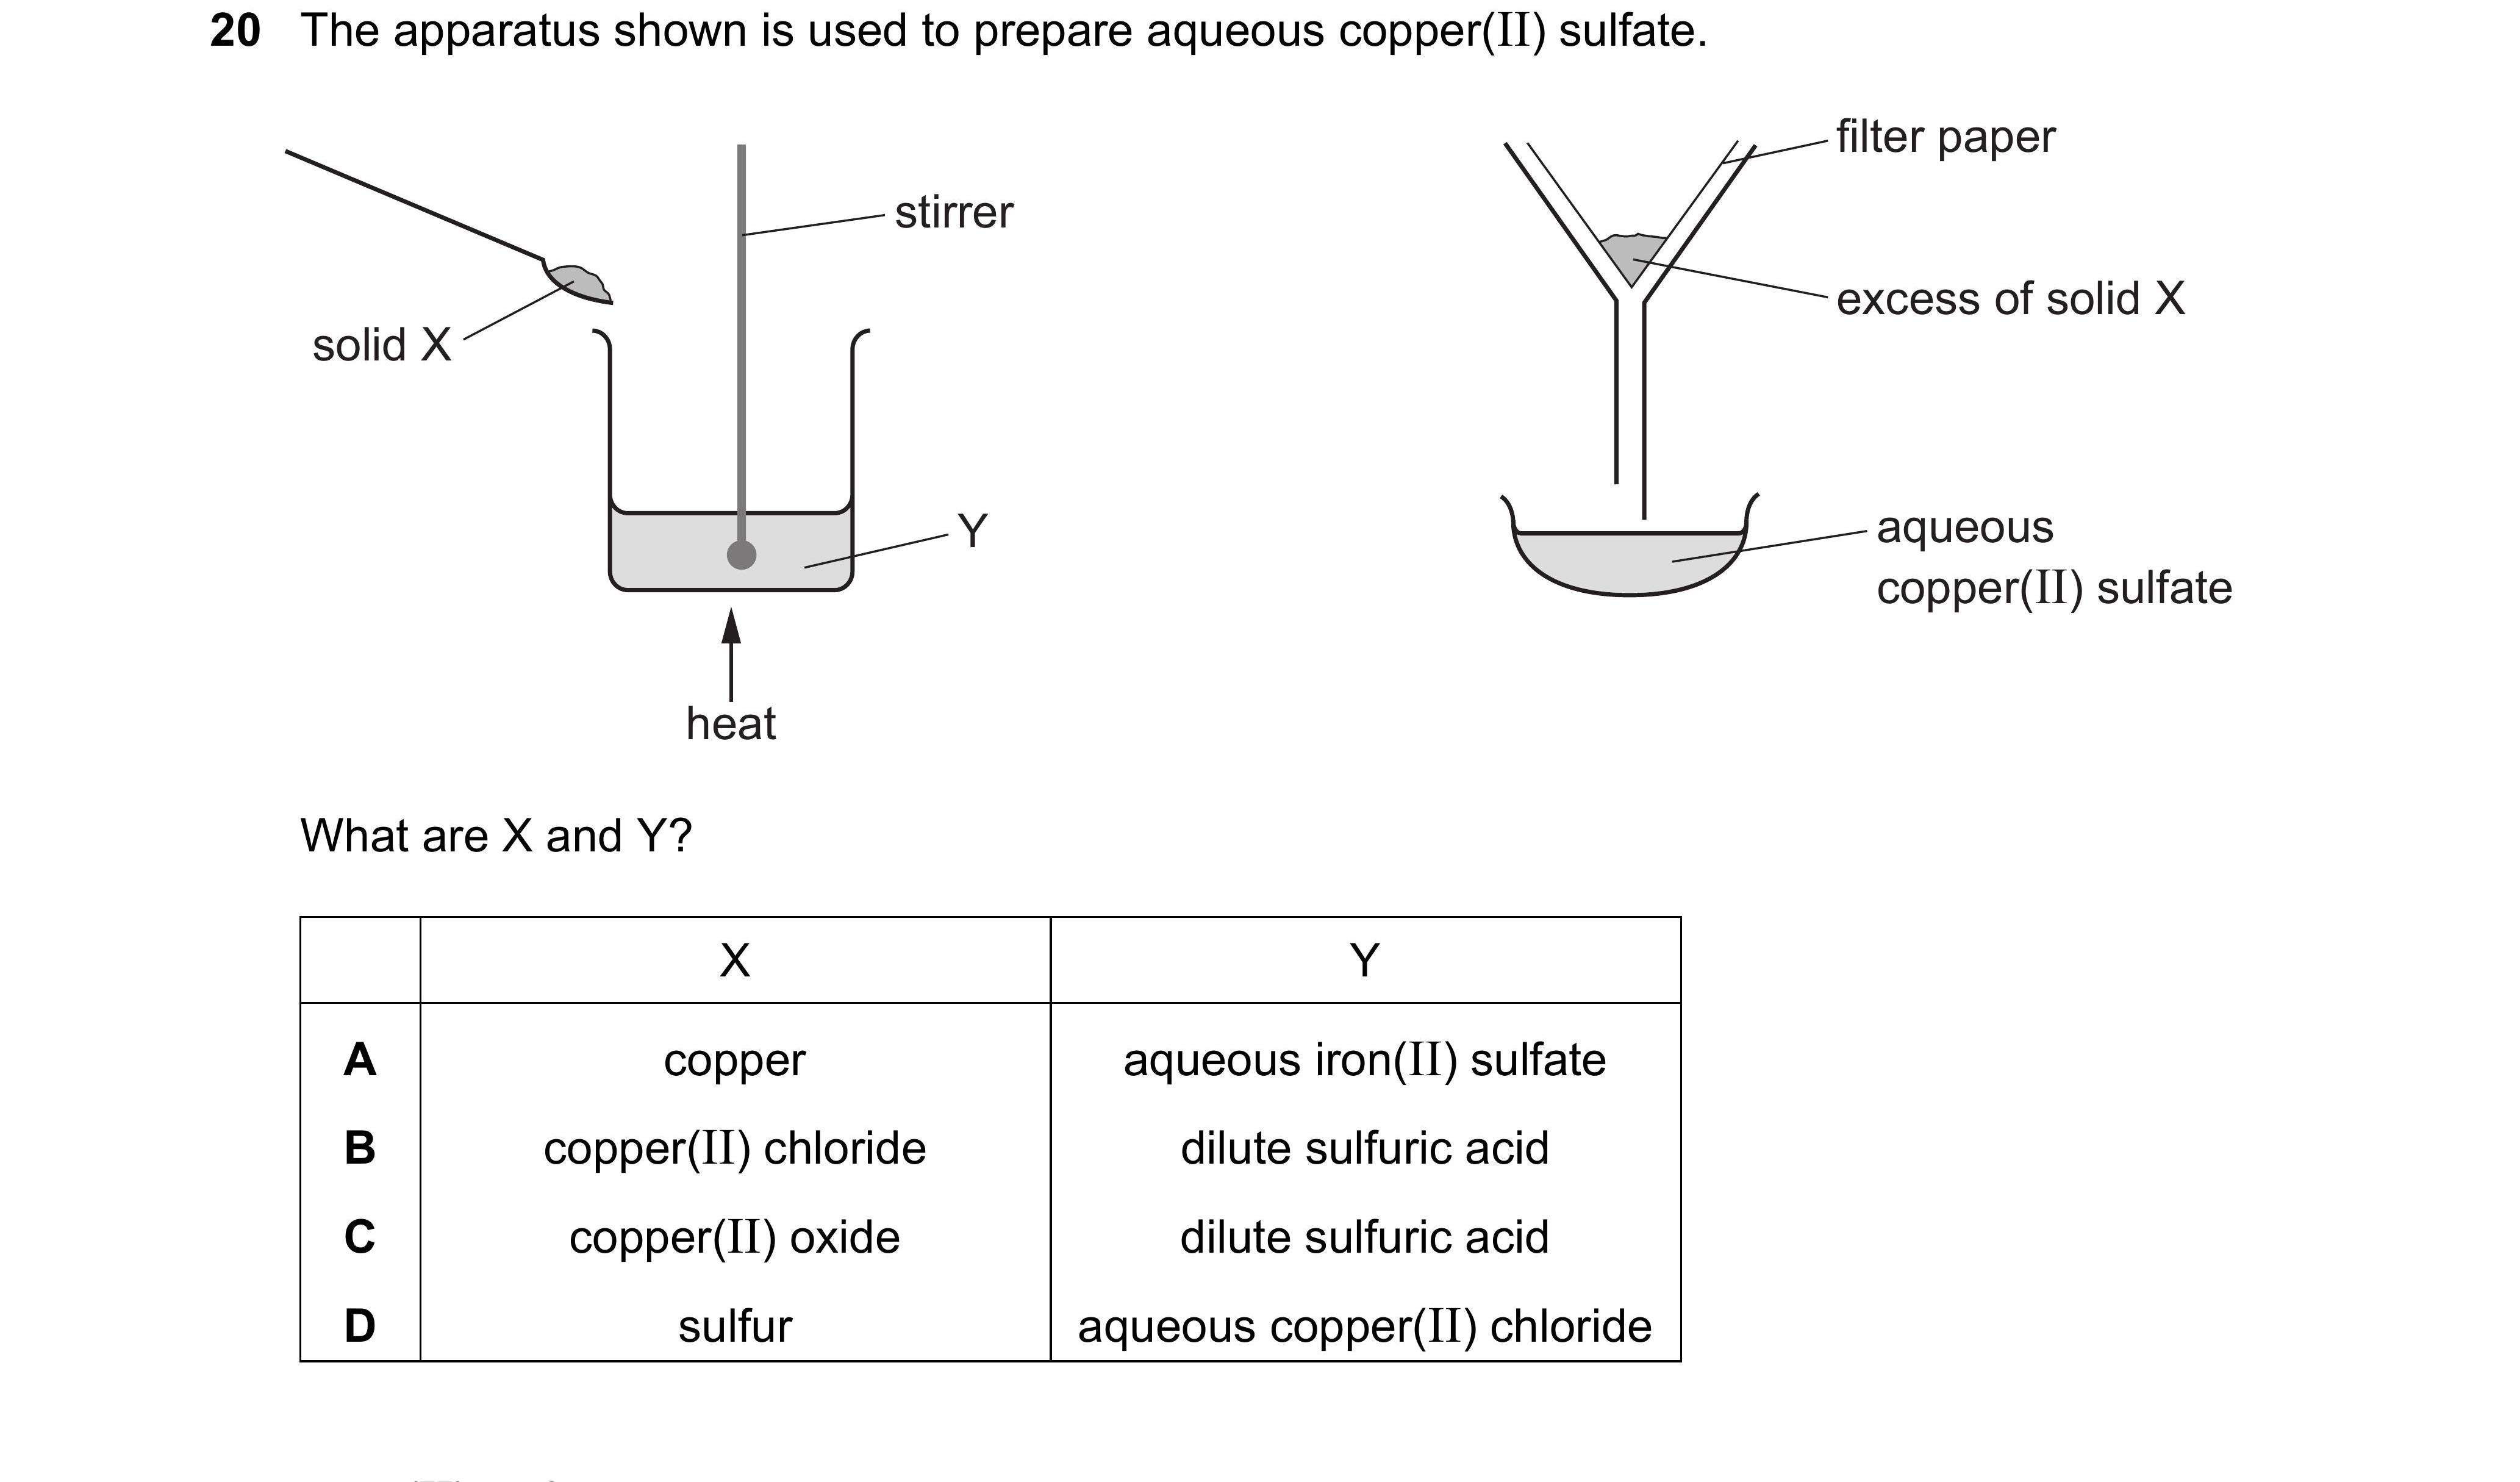 20 The apparatus shown is used to prepare aqueous copper(II) sulfate.
filter paper
stirrer
excess of solid X
solid X
Y
aqueous
copper(II) sulfate
heat
What are X and Y?
X Y
A copper aqueous iron(II) sulfate
B copper(II) chloride dilute sulfuric acid
C copper(II) oxide dilute sulfuric acid
D sulfur aqueous copper(II) chloride